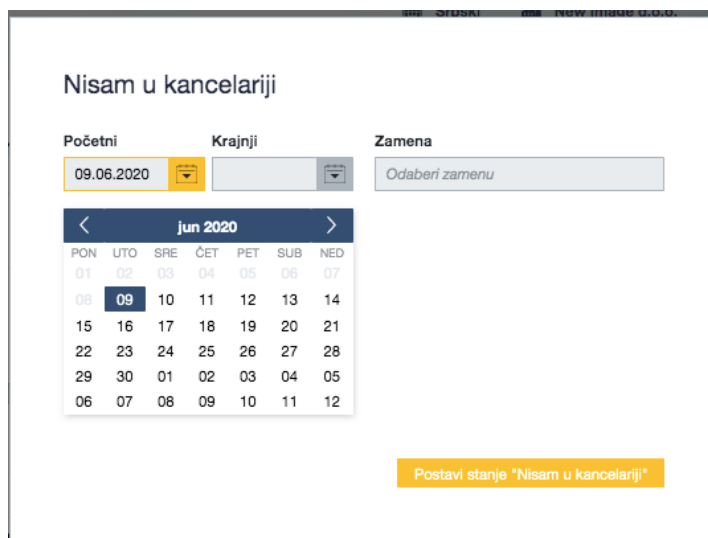 Srpski New image d.o.o.
Nisam u kancelariji
Početni Krajnji Zamena
09.06.2020 Odaberi zamenu
jun 2020
PON UTO SRE ČET PET SUB NED
01 02 03 04 05 06 07
08 09 10 11 12 13 14
15 16 17 18 19 20 21
22 23 24 25 26 27 28
29 30 01 02 03 04 05
06 07 08 09 10 11 12
Postavi stanje "Nisam u kancelariji"